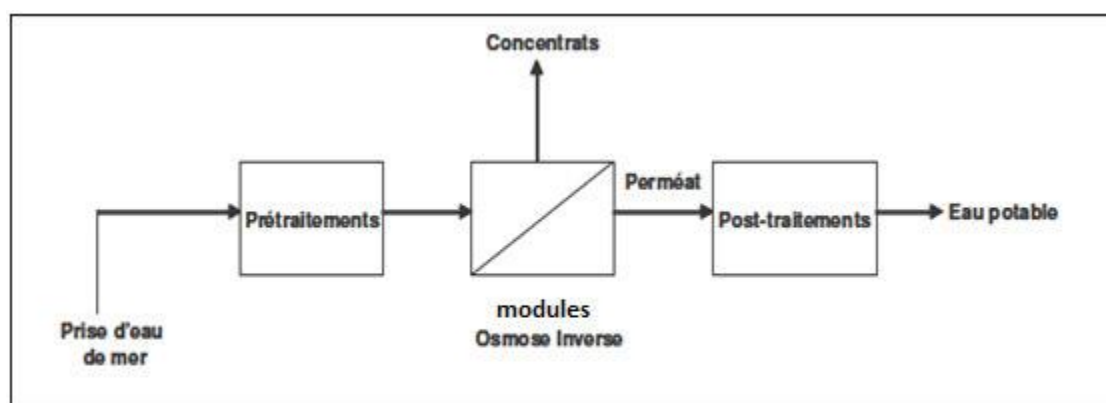 Concentrats
Prétraitements
Perméat
Post-traitements
Eau potable
modules
Osmose Inverse
Prise d'eau
de mer